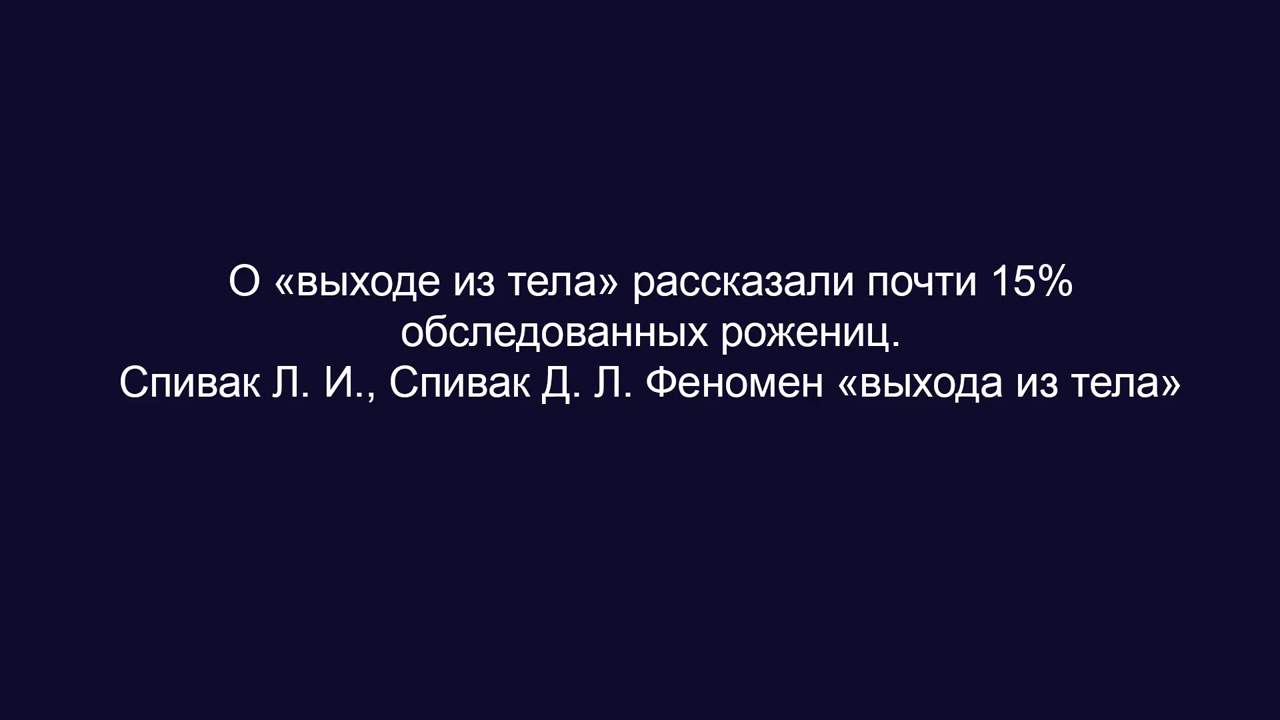 О «выходе из тела» рассказали почти 15%
обследованных рожениц.
Спивак Л. И., Спивак Д. Л. Феномен «выхода из тела»